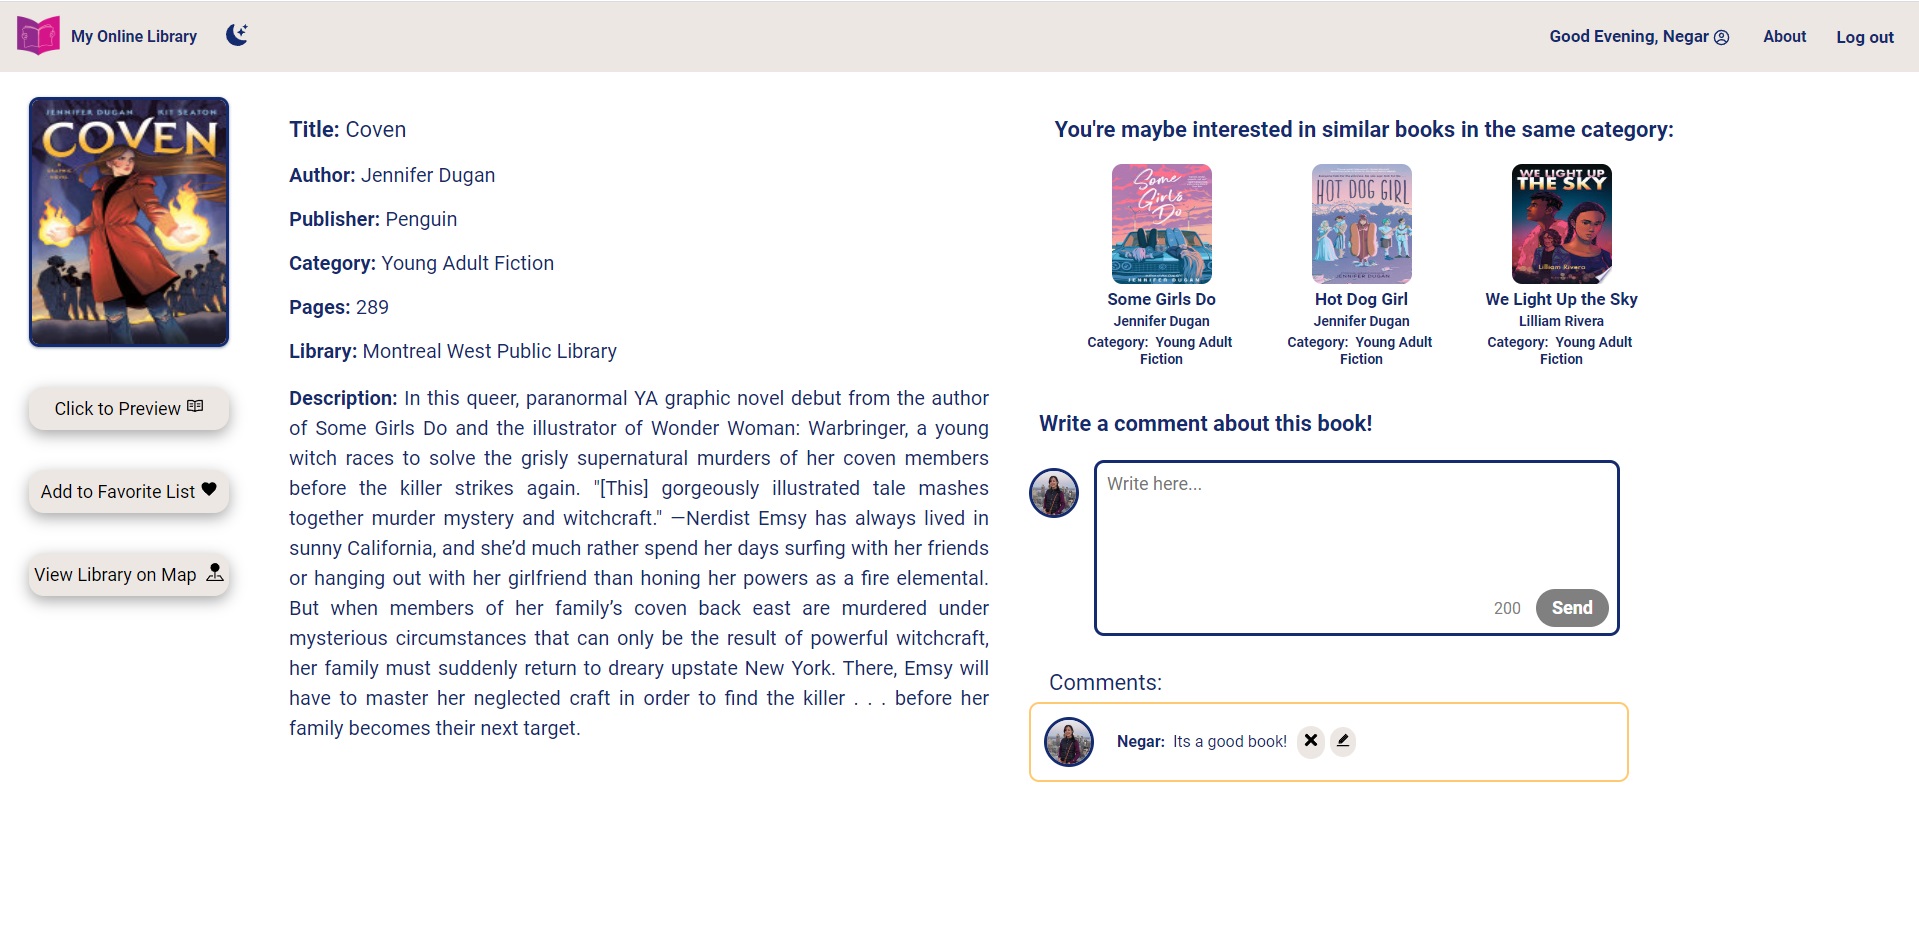 My Online Library
Good Evening, Negar
About
Log out
JENNIFER DUGAN KIT SEATON
COVEN
A
GRAPHIC
NOVEL
Click to Preview
Add to Favorite List
View Library on Map
Title: Coven
Author: Jennifer Dugan
Publisher: Penguin
Category: Young Adult Fiction
Pages: 289
Library: Montreal West Public Library
Description: In this queer, paranormal YA graphic novel debut from the author
of Some Girls Do and the illustrator of Wonder Woman: Warbringer, a young
witch races to solve the grisly supernatural murders of her coven members
before the killer strikes again. "[This] gorgeously illustrated tale mashes
together murder mystery and witchcraft." —Nerdist Emsy has always lived in
sunny California, and she’d much rather spend her days surfing with her friends
or hanging out with her girlfriend than honing her powers as a fire elemental.
But when members of her family’s coven back east are murdered under
mysterious circumstances that can only be the result of powerful witchcraft,
her family must suddenly return to dreary upstate New York. There, Emsy will
have to master her neglected craft in order to find the killer . . . before her
family becomes their next target.
You're maybe interested in similar books in the same category:
Some
Girls
Do
JENNIFER DUGAN
Some Girls Do
Jennifer Dugan
Category: Young Adult
Fiction
HOT DOG GIRL
JENNIFER DUGAN
Hot Dog Girl
Jennifer Dugan
Category: Young Adult
Fiction
WE LIGHT UP
THE SKY
Lilliam Rivera
We Light Up the Sky
Lilliam Rivera
Category: Young Adult
Fiction
Write a comment about this book!
Write here...
200
Send
Comments:
Negar: Its a good book!